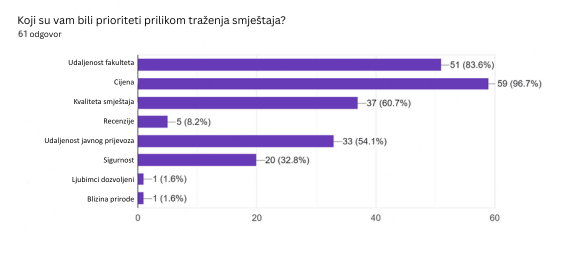 Koji su vam bili prioriteti prilikom traženja smještaja?
61 odgovor
Udaljenost fakulteta 51 (83.6%)
Cijena 59 (96.7%)
Kvaliteta smještaja 37 (60.7%)
Recenzije 5 (8.2%)
Udaljenost javnog prijevoza 33 (54.1%)
Sigurnost 20 (32.8%)
Ljubimci dozvoljeni 1 (1.6%)
Blizina prirode 1 (1.6%)
0 20 40 60